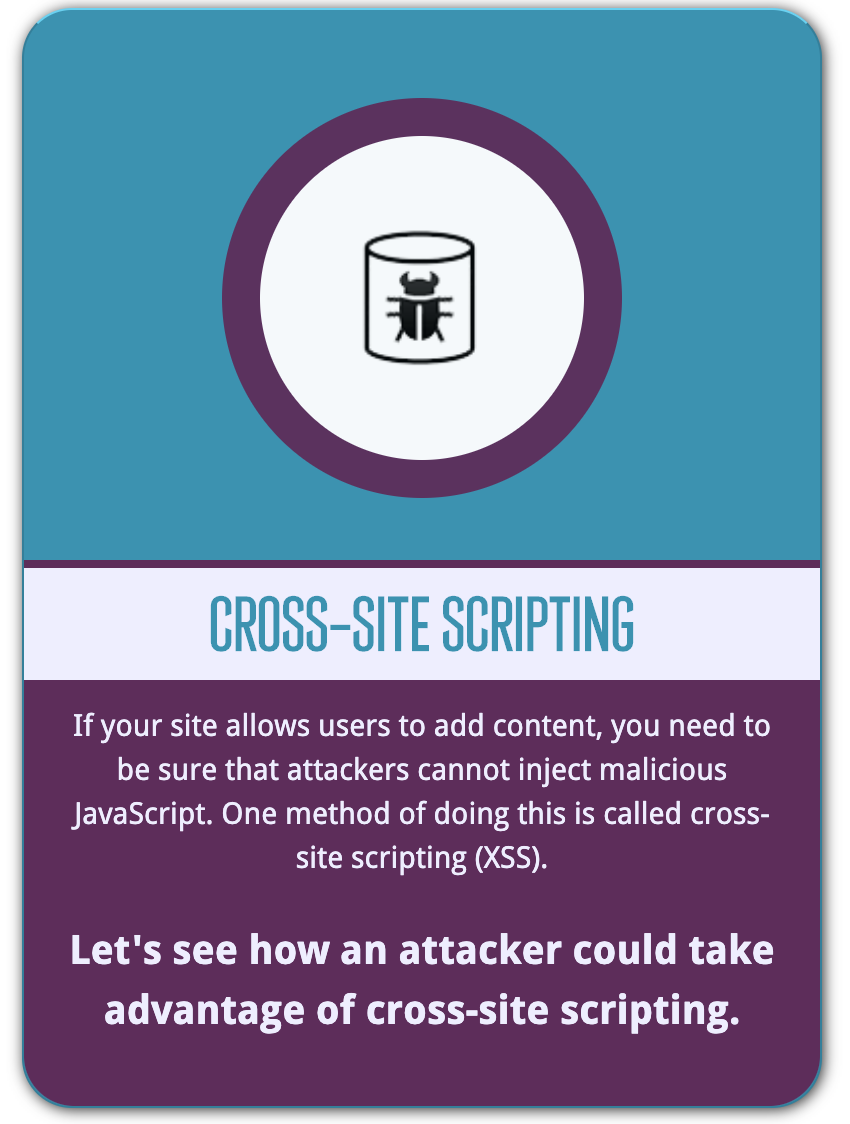 CROSS-SITE SCRIPTING
If your site allows users to add content, you need to
be sure that attackers cannot inject malicious
JavaScript. One method of doing this is called cross-
site scripting (XSS).
Let's see how an attacker could take
advantage of cross-site scripting.